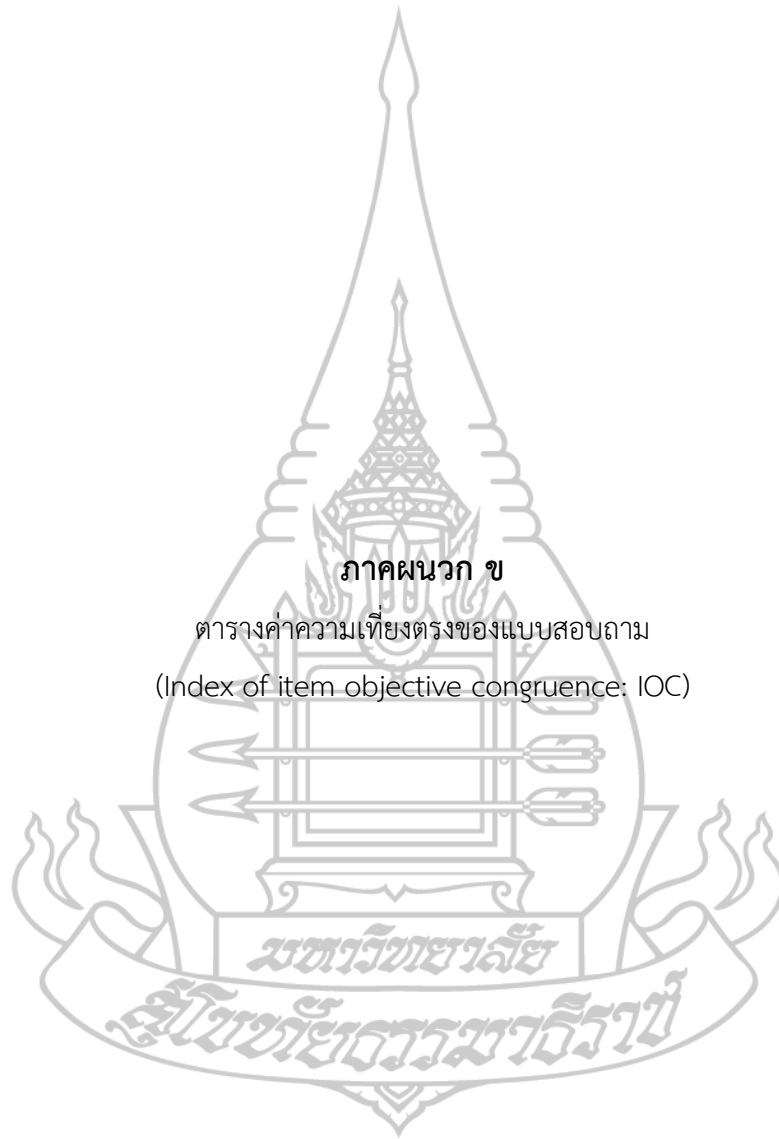 ภาคผนวก ข
ตารางค่าความเที่ยงตรงของแบบสอบถาม
(Index of item objective congruence: IOC)
มหาวิทยาลัย
สุโขทัยธรรมาธิราช